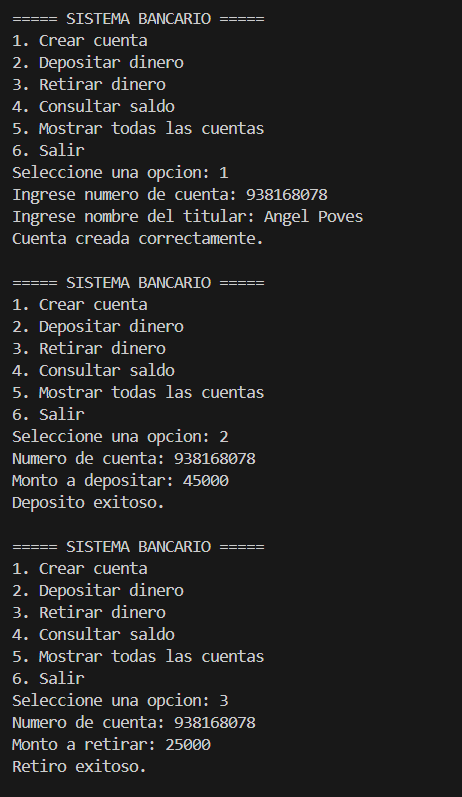 ===== SISTEMA BANCARIO =====
1. Crear cuenta
2. Depositar dinero
3. Retirar dinero
4. Consultar saldo
5. Mostrar todas las cuentas
6. Salir
Seleccione una opcion: 1
Ingrese numero de cuenta: 938168078
Ingrese nombre del titular: Angel Poves
Cuenta creada correctamente.

===== SISTEMA BANCARIO =====
1. Crear cuenta
2. Depositar dinero
3. Retirar dinero
4. Consultar saldo
5. Mostrar todas las cuentas
6. Salir
Seleccione una opcion: 2
Numero de cuenta: 938168078
Monto a depositar: 45000
Deposito exitoso.

===== SISTEMA BANCARIO =====
1. Crear cuenta
2. Depositar dinero
3. Retirar dinero
4. Consultar saldo
5. Mostrar todas las cuentas
6. Salir
Seleccione una opcion: 3
Numero de cuenta: 938168078
Monto a retirar: 25000
Retiro exitoso.